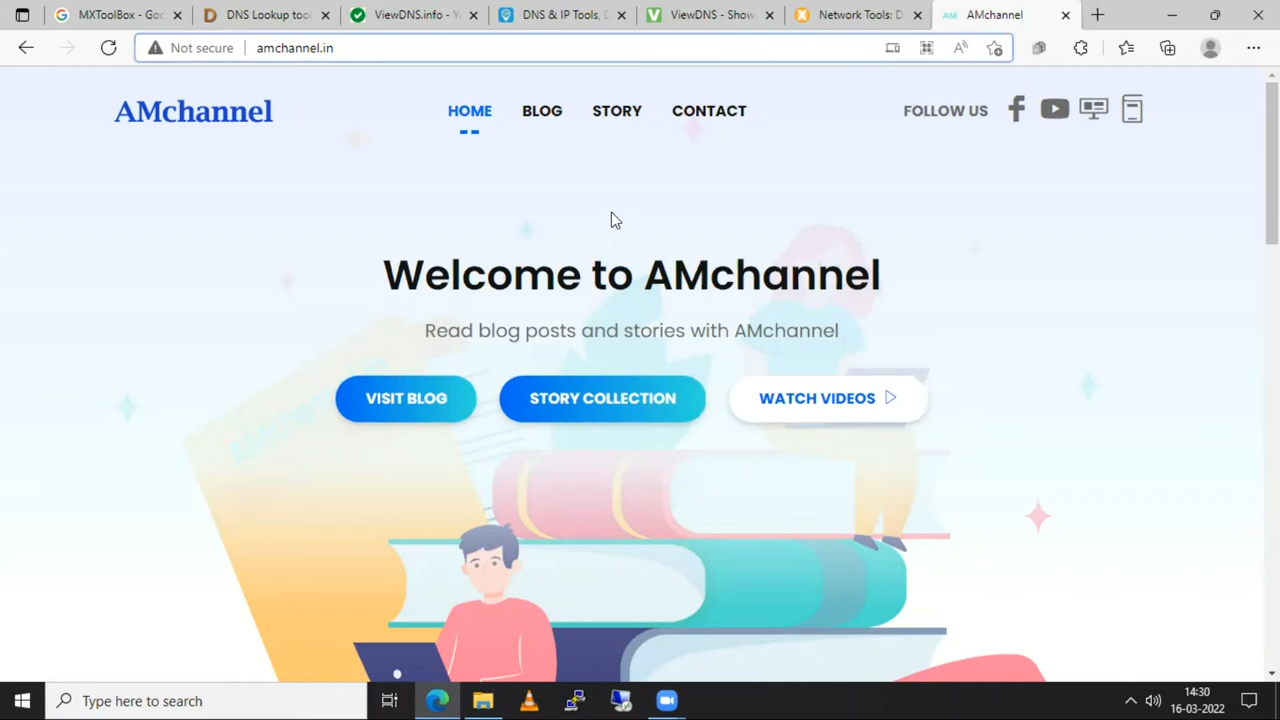 MXToolBox - Goo
DNS Lookup too
ViewDNS.info - Y
DNS & IP Tools,
ViewDNS - Show
Network Tools: D
AMchannel
Not secure
amchannel.in
AMchannel
HOME
BLOG
STORY
CONTACT
FOLLOW US
Welcome to AMchannel
Read blog posts and stories with AMchannel
VISIT BLOG
STORY COLLECTION
WATCH VIDEOS
Type here to search
14:30
16-03-2022